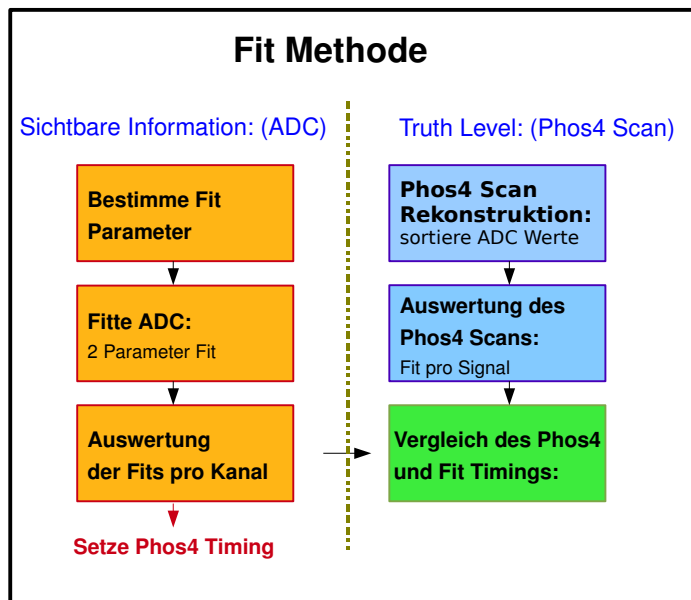 Fit Methode
Sichtbare Information: (ADC)
Bestimme Fit
Parameter
Fitte ADC:
2 Parameter Fit
Auswertung
der Fits pro Kanal
Setze Phos4 Timing
Truth Level: (Phos4 Scan)
Phos4 Scan
Rekonstruktion:
sortiere ADC Werte
Auswertung des
Phos4 Scans:
Fit pro Signal
Vergleich des Phos4
und Fit Timings: